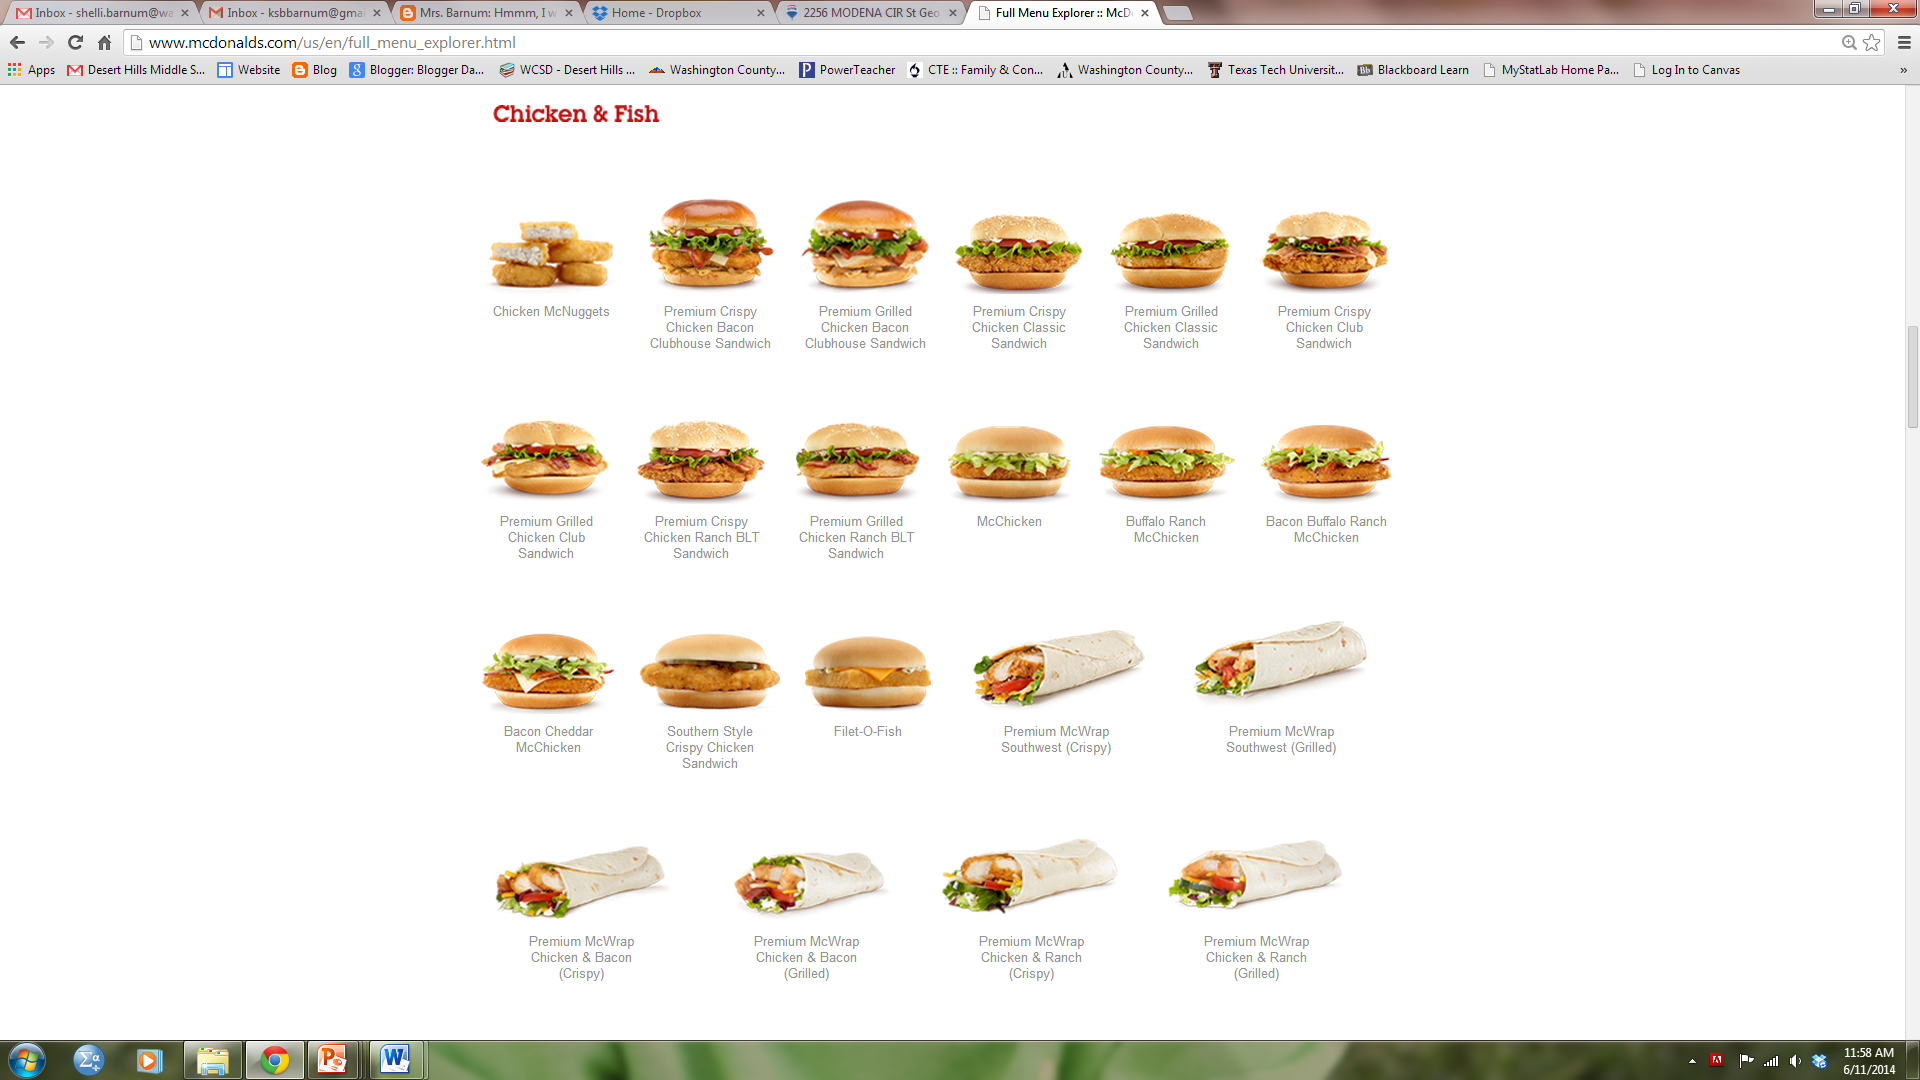 Inbox - shelli.barnum@wa
Inbox - ksbbarnum@gmai
Mrs. Barnum: Hmmm, I w
Home - Dropbox
2256 MODENA CIR St Geo
Full Menu Explorer :: McD
www.mcdonalds.com/us/en/full_menu_explorer.html
Apps
Desert Hills Middle S...
Website
Blog
Blogger: Blogger Da...
WCSD - Desert Hills ...
Washington County...
PowerTeacher
CTE :: Family & Con...
Washington County...
Texas Tech Universit...
Bb
Blackboard Learn
MyStatLab Home Pa...
Log In to Canvas
»
Chicken & Fish
Chicken McNuggets
Premium Crispy
Chicken Bacon
Clubhouse Sandwich
Premium Grilled
Chicken Bacon
Clubhouse Sandwich
Premium Crispy
Chicken Classic
Sandwich
Premium Grilled
Chicken Classic
Sandwich
Premium Crispy
Chicken Club
Sandwich
Premium Grilled
Chicken Club
Sandwich
Premium Crispy
Chicken Ranch BLT
Sandwich
Premium Grilled
Chicken Ranch BLT
Sandwich
McChicken
Buffalo Ranch
McChicken
Bacon Buffalo Ranch
McChicken
Bacon Cheddar
McChicken
Southern Style
Crispy Chicken
Sandwich
Filet-O-Fish
Premium McWrap
Southwest (Crispy)
Premium McWrap
Southwest (Grilled)
Premium McWrap
Chicken & Bacon
(Crispy)
Premium McWrap
Chicken & Bacon
(Grilled)
Premium McWrap
Chicken & Ranch
(Crispy)
Premium McWrap
Chicken & Ranch
(Grilled)
11:58 AM
6/11/2014